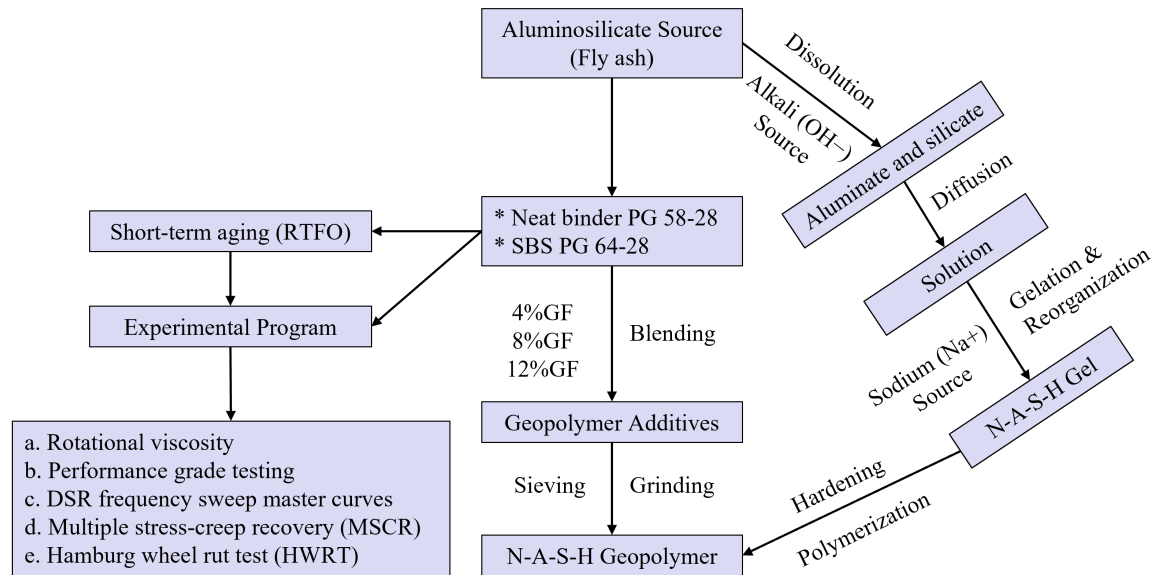 Aluminosilicate Source
(Fly ash)
Dissolution
Alkali (OH−)
Source
Aluminate and silicate
Diffusion
Solution
Gelation &
Reorganization
Sodium (Na+)
Source
N-A-S-H Gel
Hardening
Polymerization
* Neat binder PG 58-28
* SBS PG 64-28
Short-term aging (RTFO)
Experimental Program
4%GF
8%GF
12%GF
Blending
Geopolymer Additives
Sieving
Grinding
N-A-S-H Geopolymer
a. Rotational viscosity
b. Performance grade testing
c. DSR frequency sweep master curves
d. Multiple stress-creep recovery (MSCR)
e. Hamburg wheel rut test (HWRT)